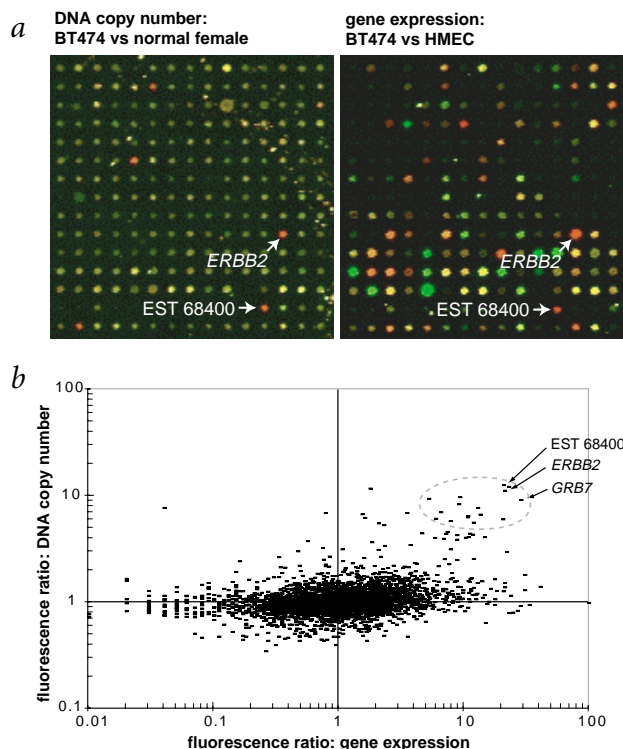 a
DNA copy number:
BT474 vs normal female
gene expression:
BT474 vs HMEC
ERBB2
EST 68400
ERBB2
EST 68400
b
fluorescence ratio: DNA copy number
100
10
1
0.1
EST 68400
ERBB2
GRB7
0.01
0.1
1
10
100
fluorescence ratio: gene expression